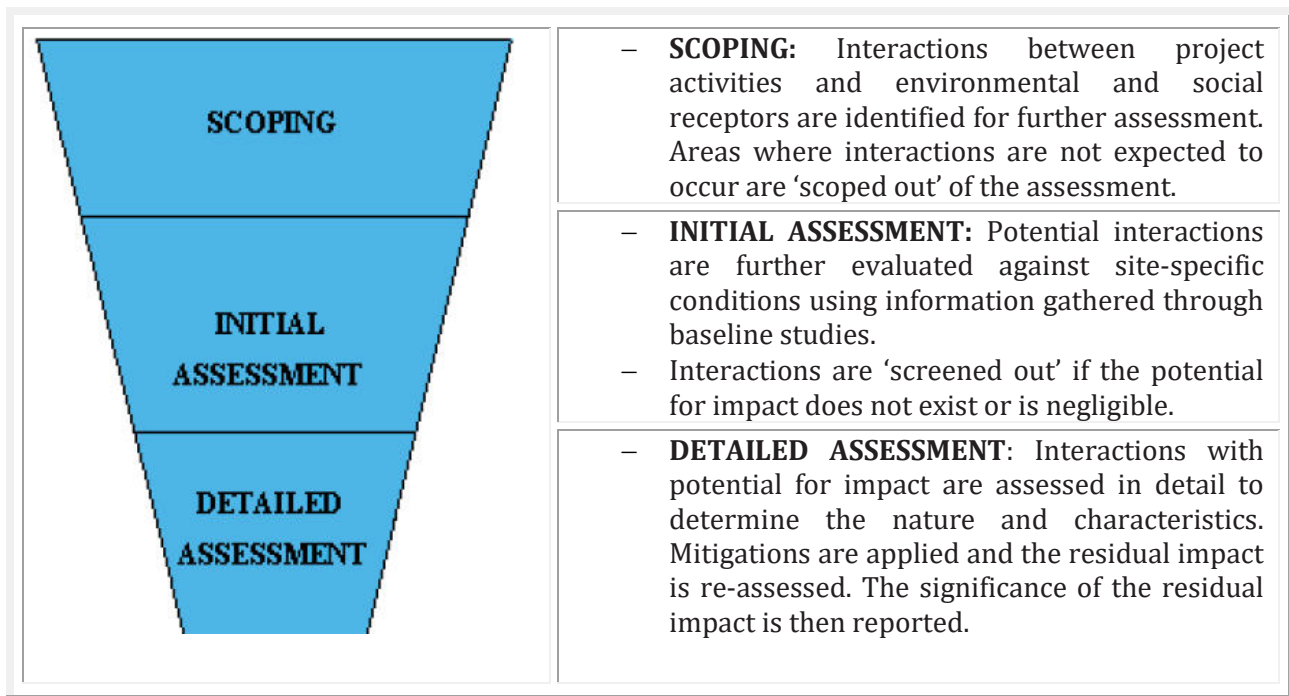 SCOPING
– SCOPING: Interactions between project
activities and environmental and social
receptors are identified for further assessment.
Areas where interactions are not expected to
occur are ‘scoped out’ of the assessment.
INITIAL
ASSESSMENT
– INITIAL ASSESSMENT: Potential interactions
are further evaluated against site-specific
conditions using information gathered through
baseline studies.
– Interactions are ‘screened out’ if the potential
for impact does not exist or is negligible.
DETAILED
ASSESSMENT
– DETAILED ASSESSMENT: Interactions with
potential for impact are assessed in detail to
determine the nature and characteristics.
Mitigations are applied and the residual impact
is re-assessed. The significance of the residual
impact is then reported.